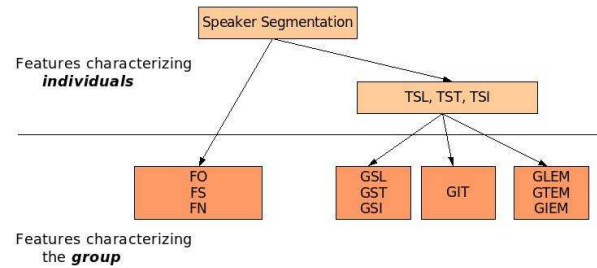 Speaker Segmentation
Features characterizing
individuals
TSL, TST, TSI
FO
FS
FN
GSL
GST
GSI
GIT
GLEM
GTEM
GIEM
Features characterizing
the group